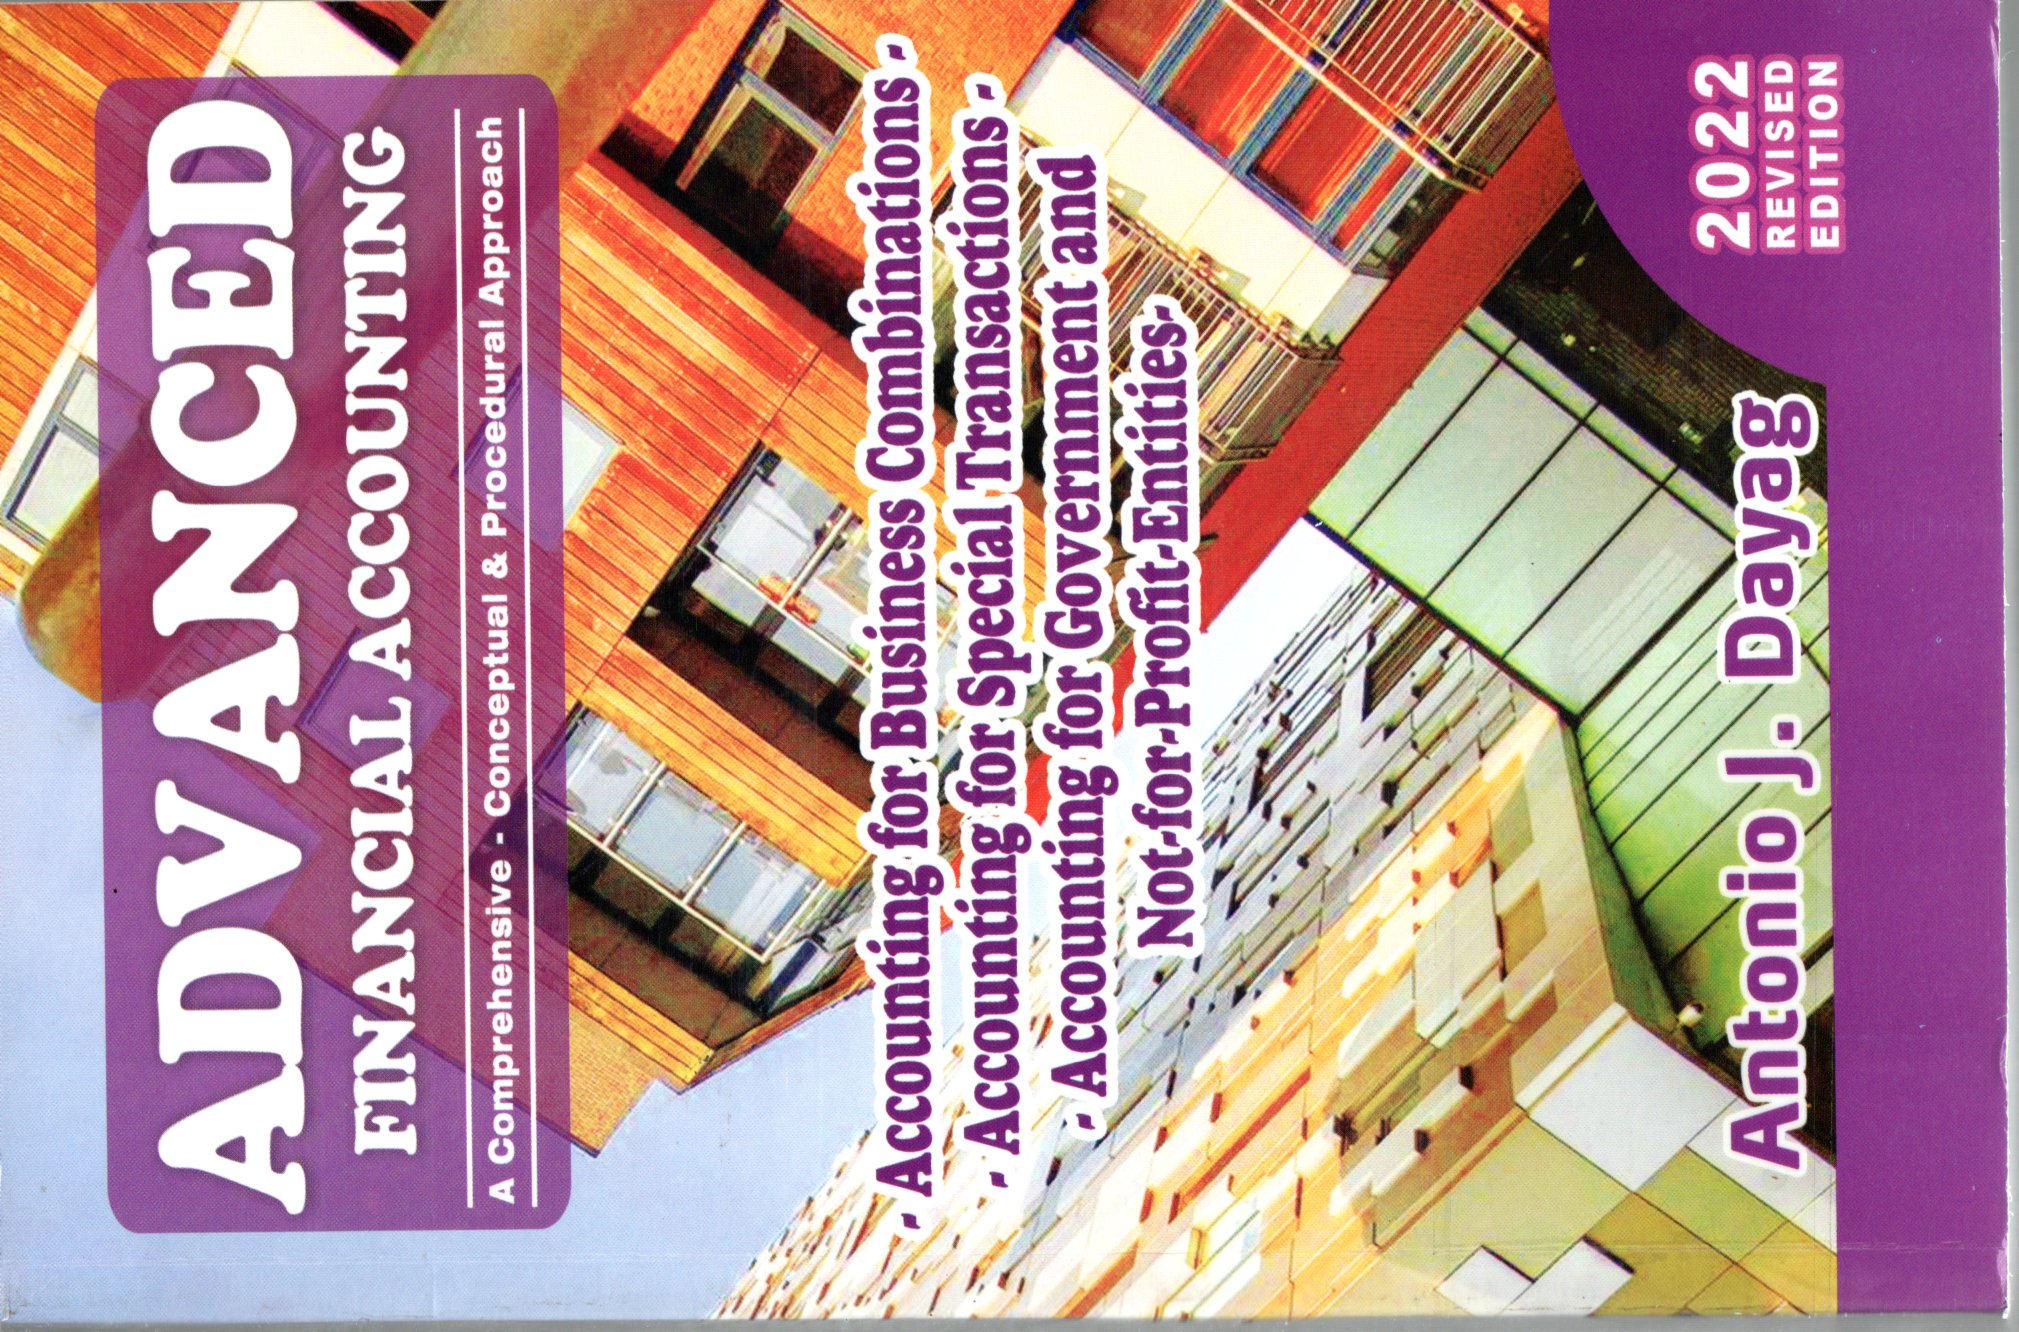 ADVANCED
FINANCIAL ACCOUNTING
A Comprehensive - Conceptual & Procedural Approach
- Accounting for Business Combinations -
- Accounting for Special Transactions -
- Accounting for Government and
Not-for-Profit-Entities-
Antonio J. Dayag
2022
REVISED
EDITION